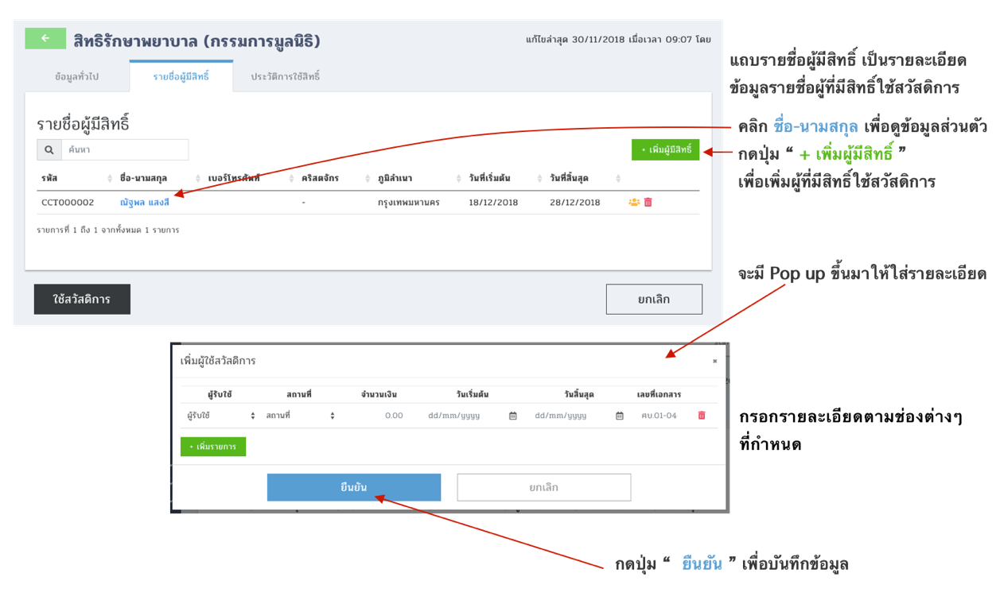 สิทธิรักษาพยาบาล (กรรมการมูลนิธิ)
แก้ไขล่าสุด 30/11/2018 เมื่อเวลา 09:07 โดย
ข้อมูลทั่วไป รายชื่อผู้มีสิทธิ์ ประวัติการใช้สิทธิ์
แถบรายชื่อผู้มีสิทธิ์ เป็นรายละเอียด
ข้อมูลรายชื่อผู้ที่มีสิทธิ์ใช้สวัสดิการ
รายชื่อผู้มีสิทธิ์
คลิก ชื่อ-นามสกุล เพื่อดูข้อมูลส่วนตัว
ค้นหา
+ เพิ่มผู้มีสิทธิ์
กดปุ่ม “ + เพิ่มผู้มีสิทธิ์ ”
เพื่อเพิ่มผู้ที่มีสิทธิ์ใช้สวัสดิการ
รหัส ชื่อ-นามสกุล เบอร์โทรศัพท์ คริสตจักร ภูมิลำเนา วันที่เริ่มต้น วันที่สิ้นสุด
CCT000002 ณัฐพล แสงสี - กรุงเทพมหานคร 18/12/2018 28/12/2018
รายการที่ 1 ถึง 1 จากทั้งหมด 1 รายการ
จะมี Pop up ขึ้นมาให้ใส่รายละเอียด
ใช้สวัสดิการ ยกเลิก
เพิ่มผู้ใช้สวัสดิการ
ผู้รับใช้ สถานที่ จำนวนเงิน วันเริ่มต้น วันสิ้นสุด เลขที่เอกสาร
ผู้รับใช้ สถานที่ 0.00 dd/mm/yyyy dd/mm/yyyy ศบ.01-04
กรอกรายละเอียดตามช่องต่างๆ
ที่กำหนด
+ เพิ่มรายการ
ยืนยัน ยกเลิก
กดปุ่ม “ ยืนยัน ” เพื่อบันทึกข้อมูล